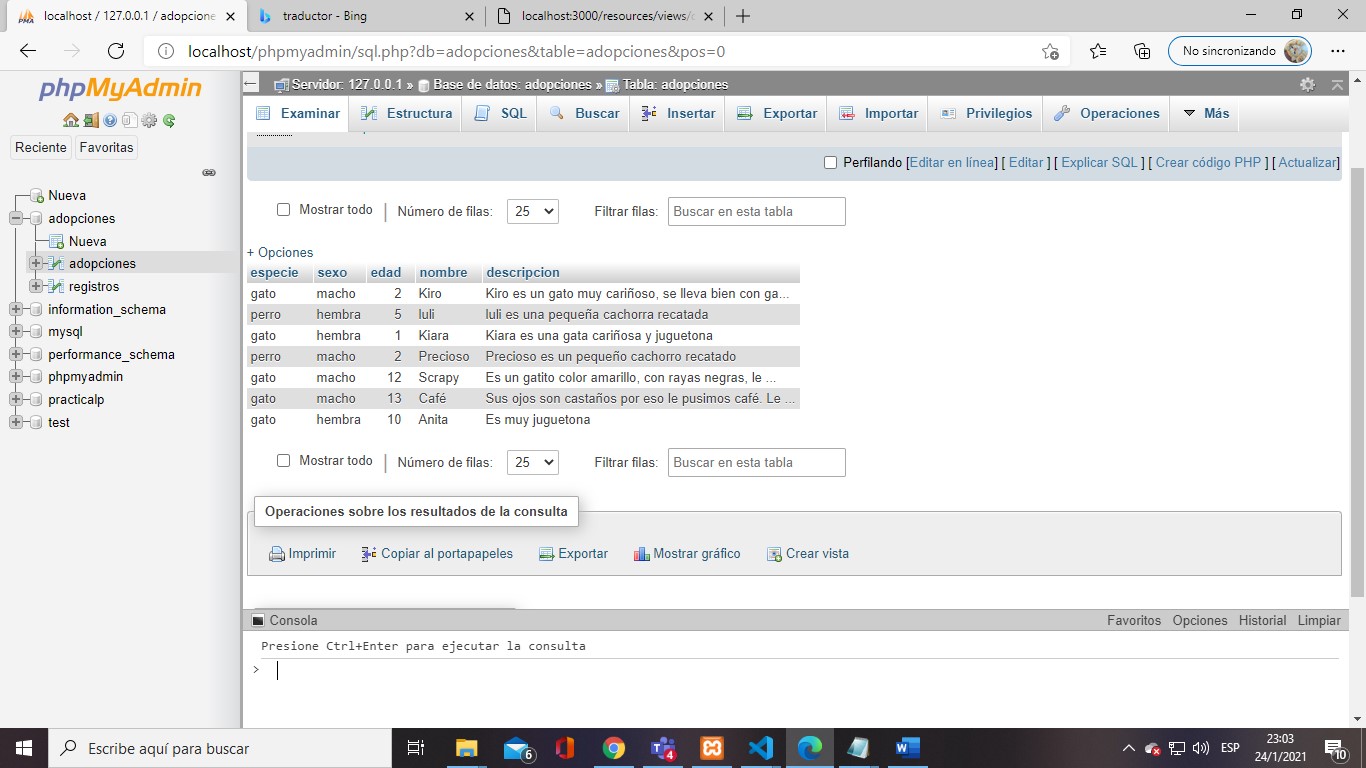 localhost / 127.0.0.1 / adopcione
traductor - Bing
localhost:3000/resources/views/
localhost/phpmyadmin/sql.php?db=adopciones&table=adopciones&pos=0
No sincronizando
phpMyAdmin
Reciente Favoritas
Nueva
adopciones
Nueva
adopciones
registros
information_schema
mysql
performance_schema
phpmyadmin
practicalp
test
Servidor: 127.0.0.1 » Base de datos: adopciones » Tabla: adopciones
Examinar Estructura SQL Buscar Insertar Exportar Importar Privilegios Operaciones Más
Perfilando [Editar en línea] [ Editar ] [ Explicar SQL ] [ Crear código PHP ] [ Actualizar]
Mostrar todo Número de filas: 25 Filtrar filas: Buscar en esta tabla
+ Opciones
especie sexo edad nombre descripcion
gato macho 2 Kiro Kiro es un gato muy cariñoso, se lleva bien con ga...
perro hembra 5 luli luli es una pequeña cachorra recatada
gato hembra 1 Kiara Kiara es una gata cariñosa y juguetona
perro macho 2 Precioso Precioso es un pequeño cachorro recatado
gato macho 12 Scrapy Es un gatito color amarillo, con rayas negras, le ...
gato macho 13 Café Sus ojos son castaños por eso le pusimos café. Le ...
gato hembra 10 Anita Es muy juguetona
Mostrar todo Número de filas: 25 Filtrar filas: Buscar en esta tabla
Operaciones sobre los resultados de la consulta
Imprimir Copiar al portapapeles Exportar Mostrar gráfico Crear vista
Consola Favoritos Opciones Historial Limpiar
Presione Ctrl+Enter para ejecutar la consulta
>
Escribe aquí para buscar
6
4
ESP
23:03
24/1/2021
10